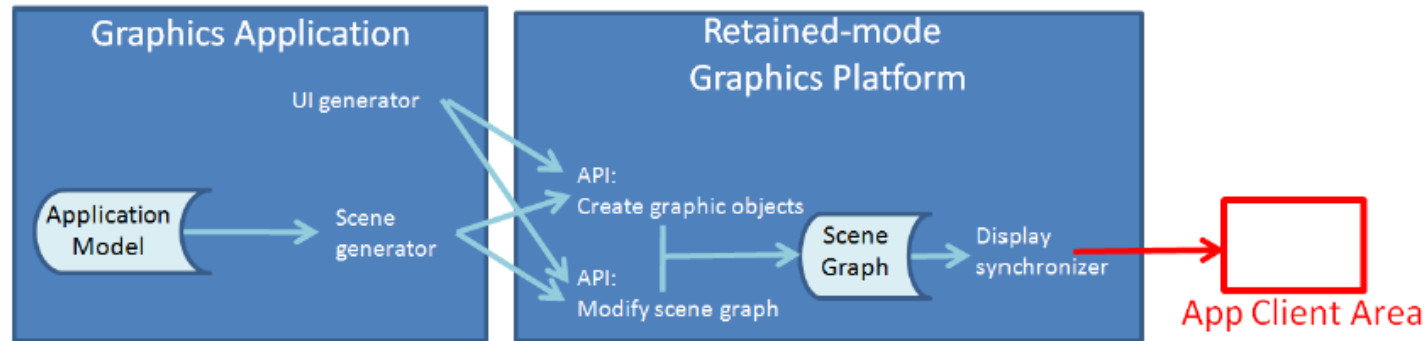 Graphics Application
UI generator
Application
Model
Scene
generator
Retained-mode
Graphics Platform
API:
Create graphic objects
API:
Modify scene graph
Scene
Graph
Display
synchronizer
App Client Area